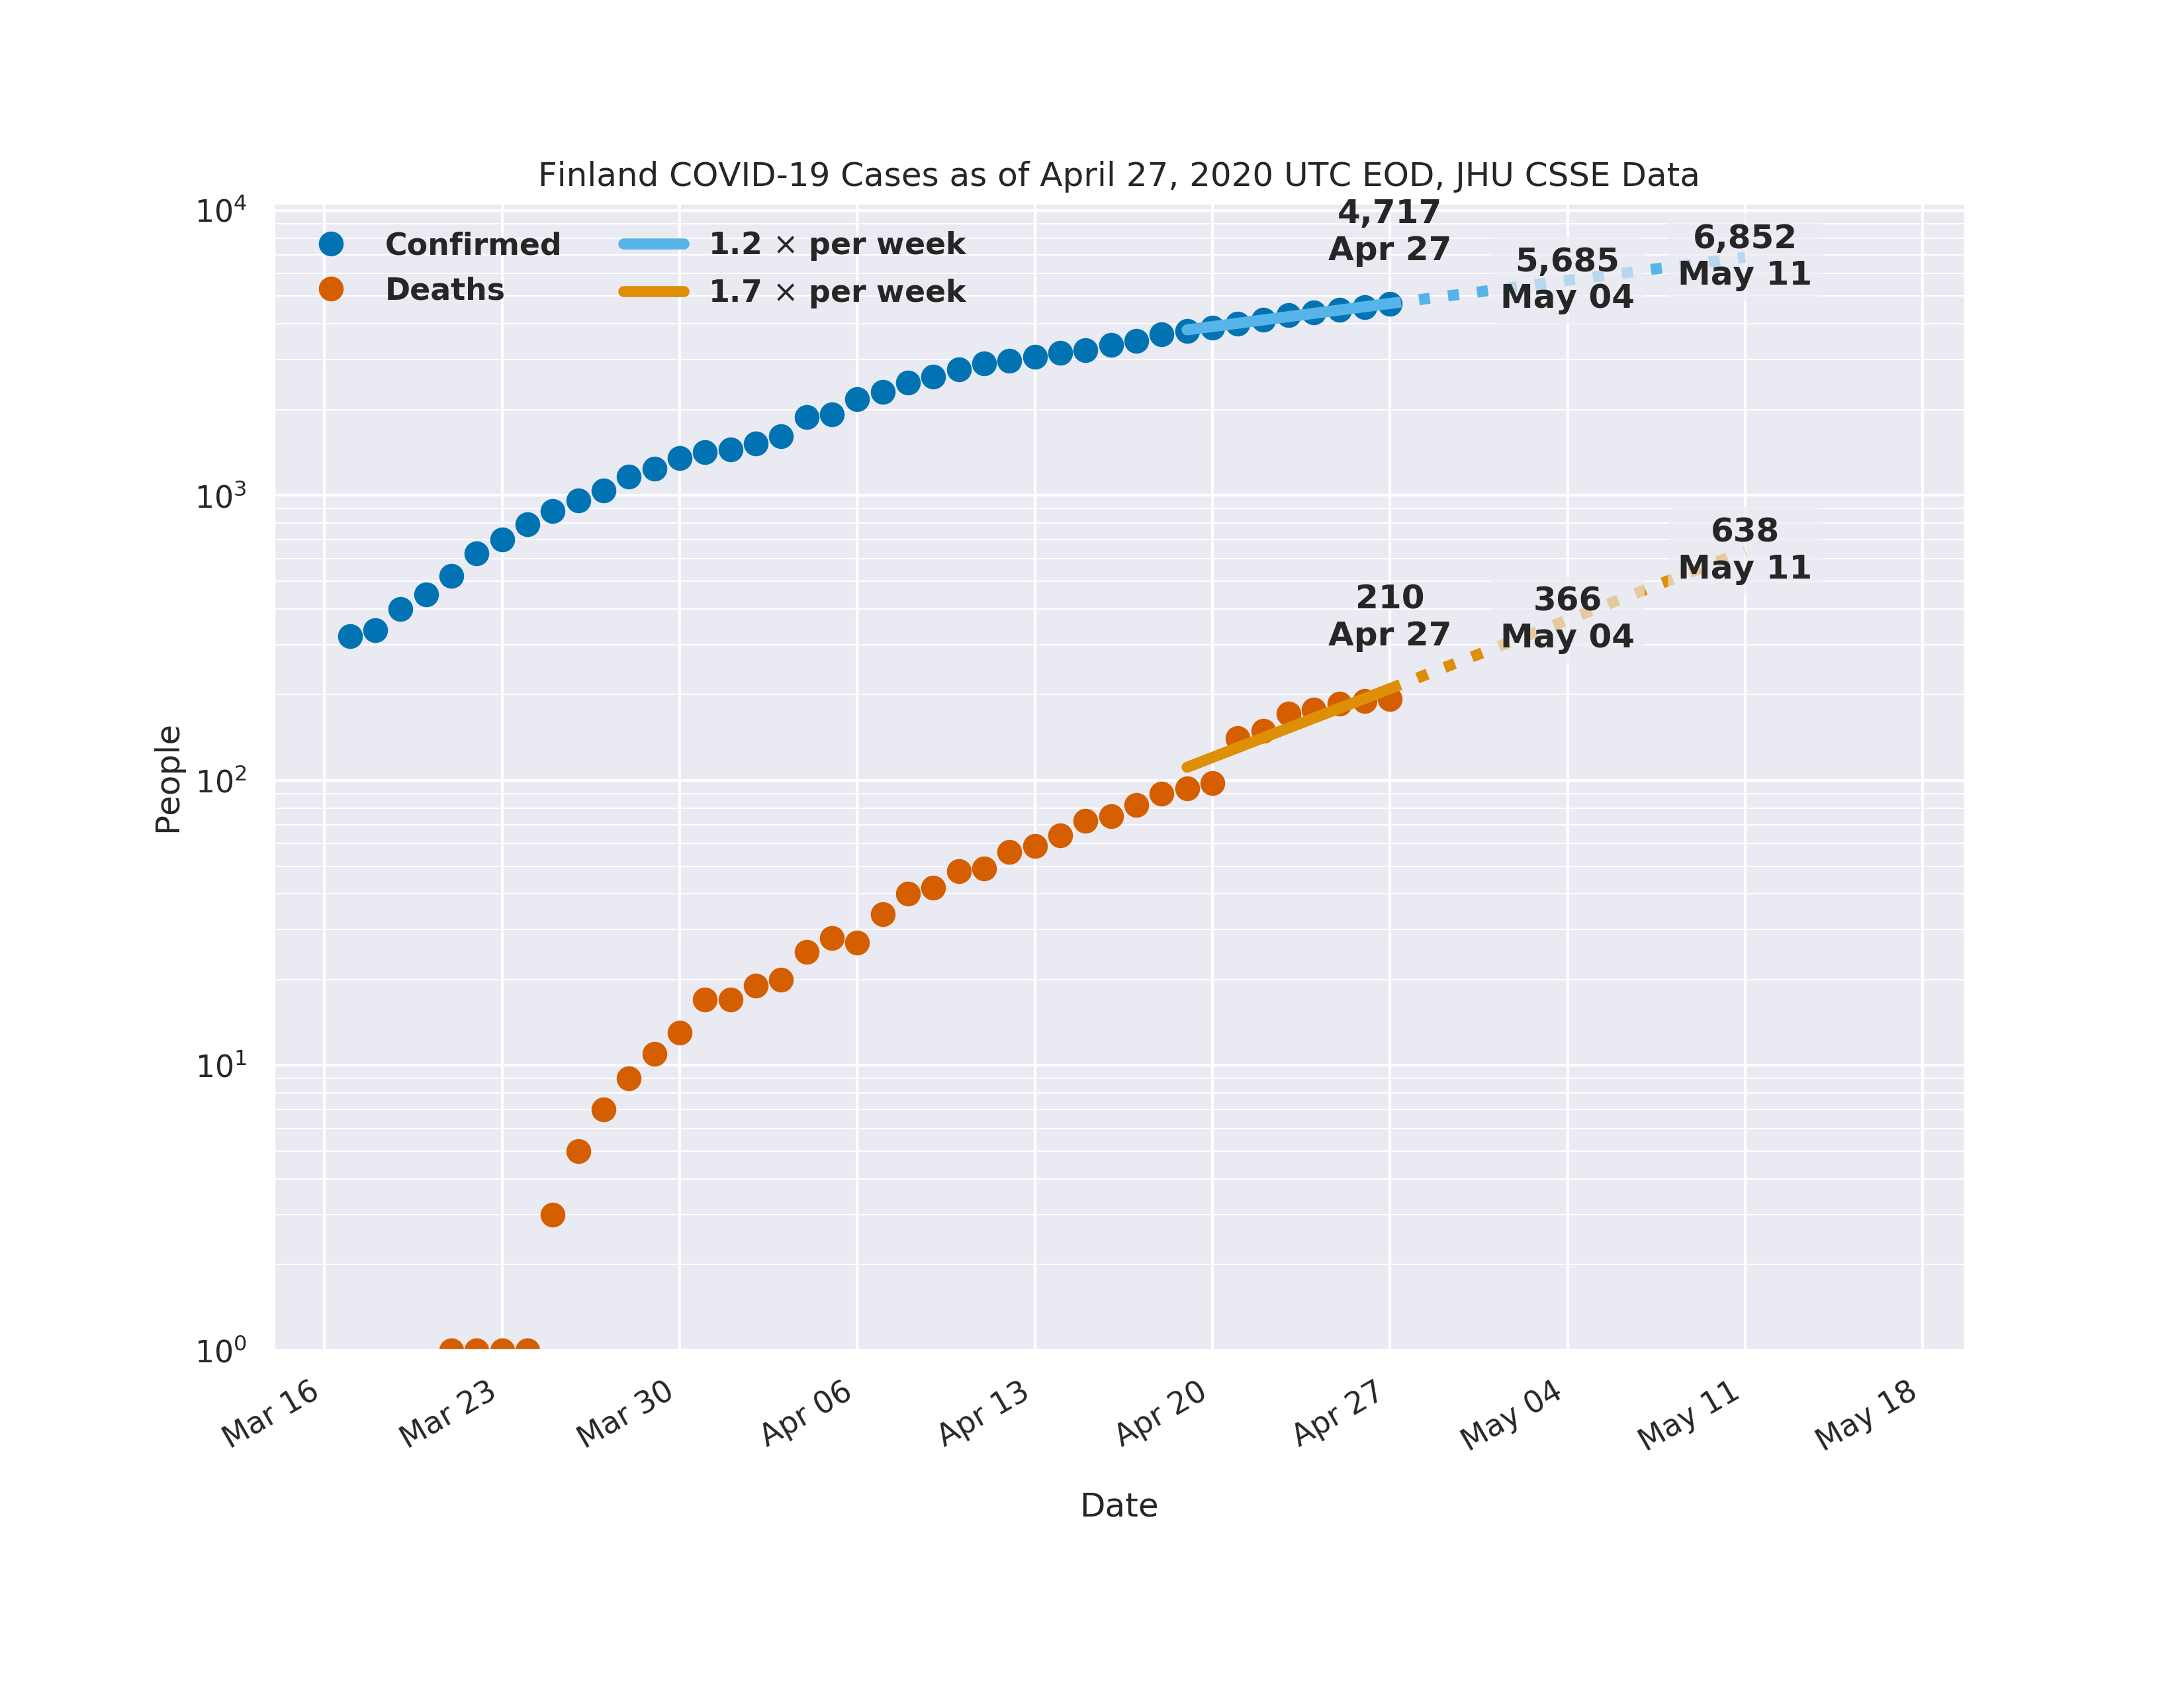 Finland COVID-19 Cases as of April 27, 2020 UTC EOD, JHU CSSE Data
Confirmed
Deaths
1.2 × per week
1.7 × per week
4,717
Apr 27
5,685
May 04
6,852
May 11
210
Apr 27
366
May 04
638
May 11
People
10⁴
10³
10²
10¹
10⁰
Mar 16
Mar 23
Mar 30
Apr 06
Apr 13
Apr 20
Apr 27
May 04
May 11
May 18
Date